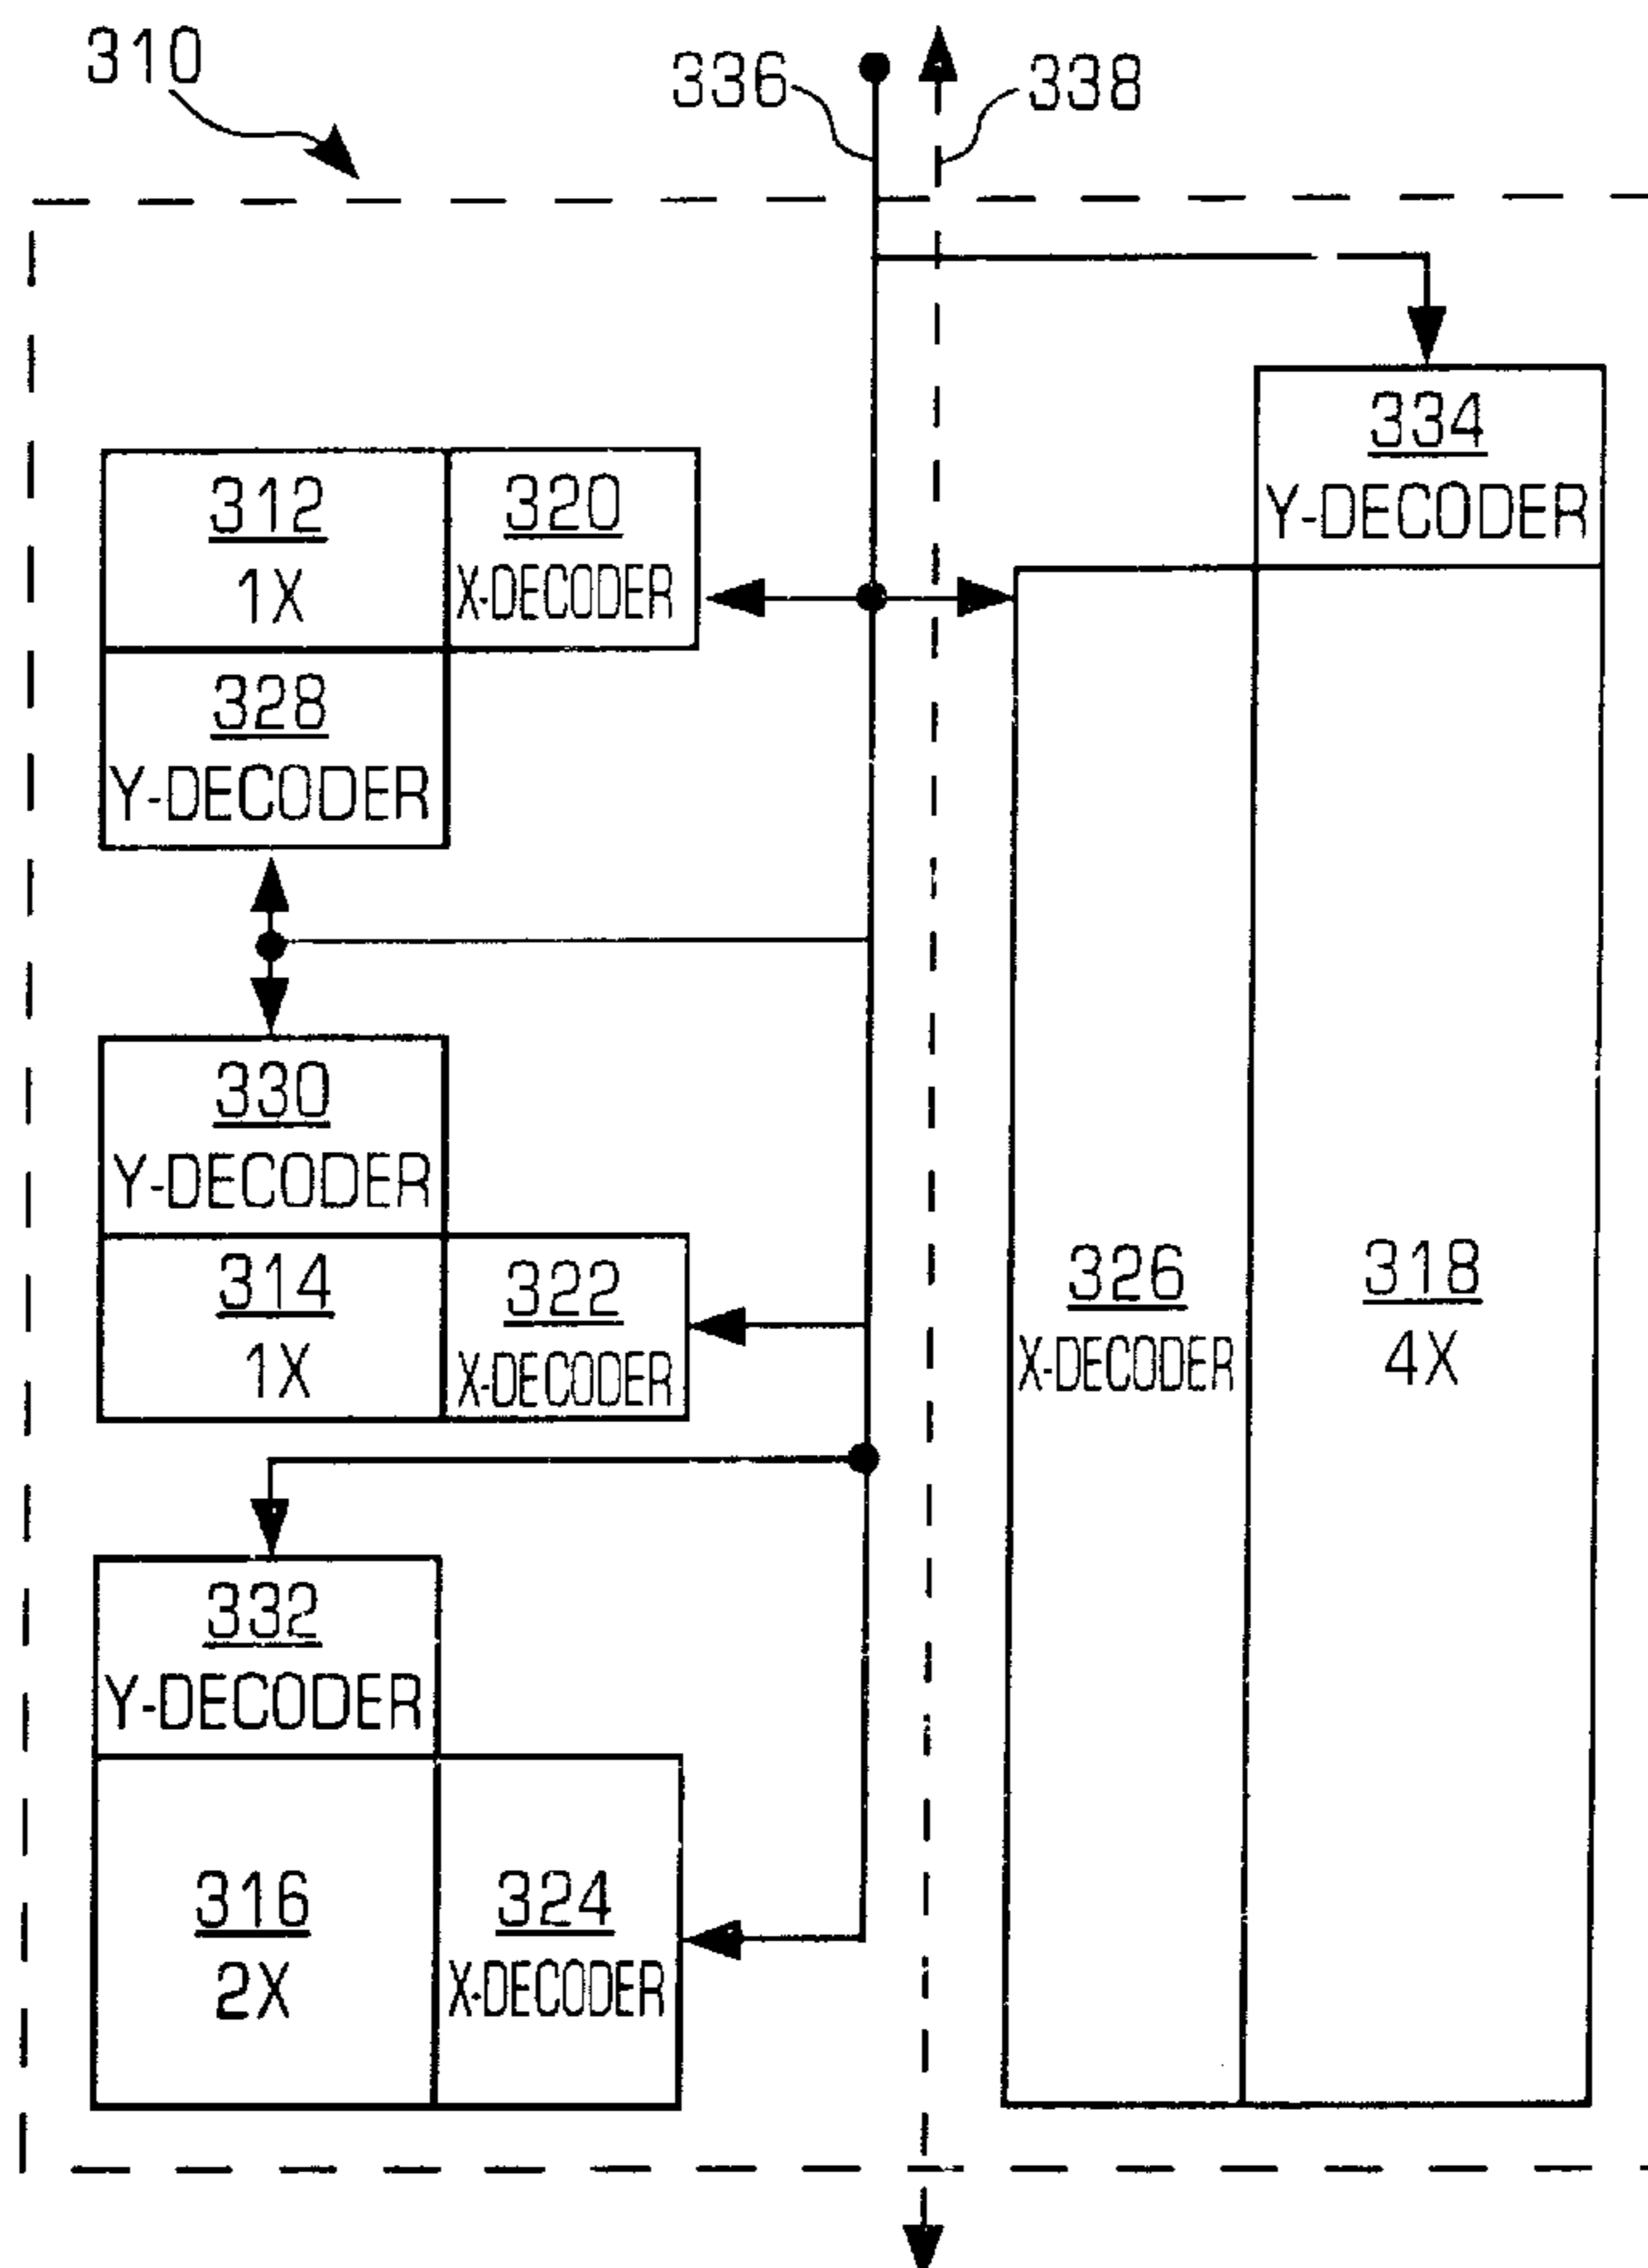 310
336
338
334
Y-DECODER
312
1X
320
X-DECODER
328
Y-DECODER
330
Y-DECODER
314
1X
322
X-DECODER
326
X-DECODER
318
4X
332
Y-DECODER
316
2X
324
X-DECODER